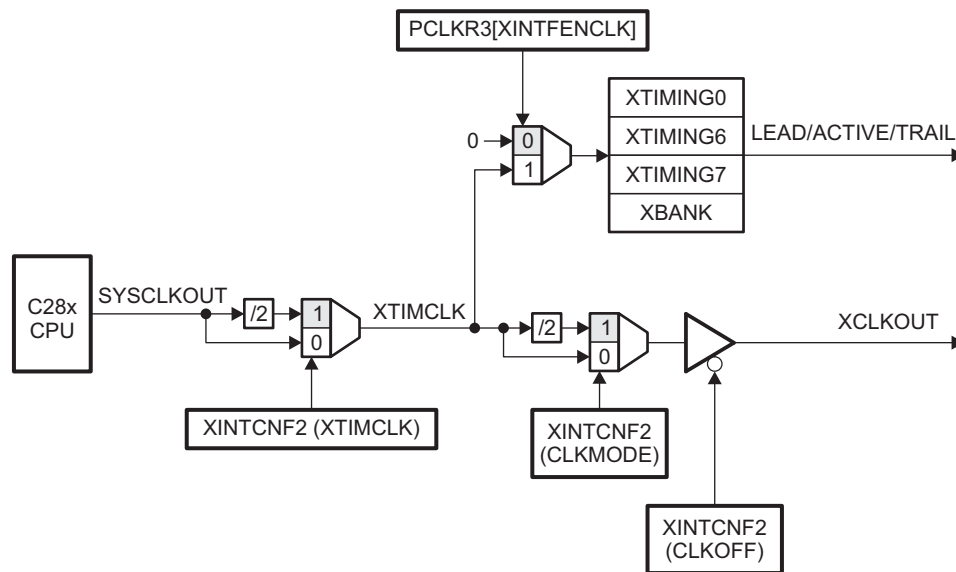 PCLKR3[XINTFENCLK]
XTIMING0
0
0
XTIMING6
LEAD/ACTIVE/TRAIL
1
XTIMING7
XBANK
C28x
CPU
SYSCLKOUT
/2
1
0
XTIMCLK
/2
1
0
XCLKOUT
XINTCNF2 (XTIMCLK)
XINTCNF2
(CLKMODE)
XINTCNF2
(CLKOFF)